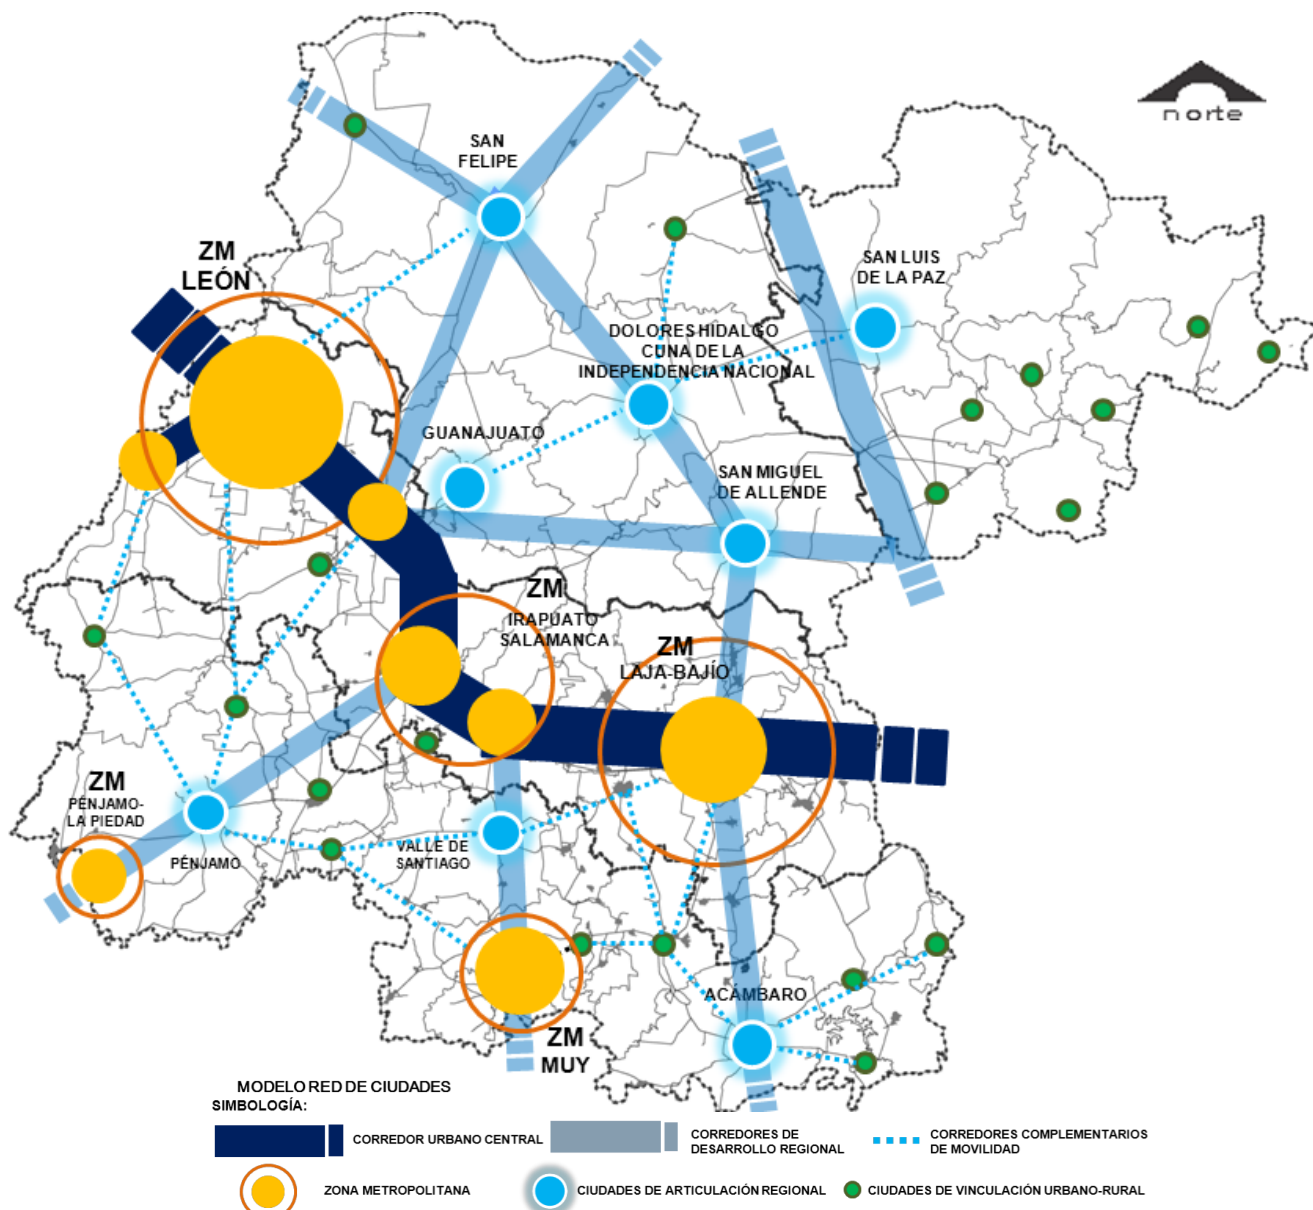 norte
SAN
FELIPE
ZM
LEÓN
SAN LUIS
DE LA PAZ
DOLORES HIDALGO
CUNA DE LA
INDEPENDENCIA NACIONAL
GUANAJUATO
SAN MIGUEL
DE ALLENDE
ZM
IRAPUATO
SALAMANCA
ZM
LAJA-BAJÍO
ZM
PÉNJAMO-
LA PIEDAD
PÉNJAMO
VALLE DE
SANTIAGO
ACÁMBARO
ZM
MUY
MODELO RED DE CIUDADES
SIMBOLOGÍA:
CORREDOR URBANO CENTRAL
CORREDORES DE
DESARROLLO REGIONAL
CORREDORES COMPLEMENTARIOS
DE MOVILIDAD
ZONA METROPOLITANA
CIUDADES DE ARTICULACIÓN REGIONAL
CIUDADES DE VINCULACIÓN URBANO-RURAL